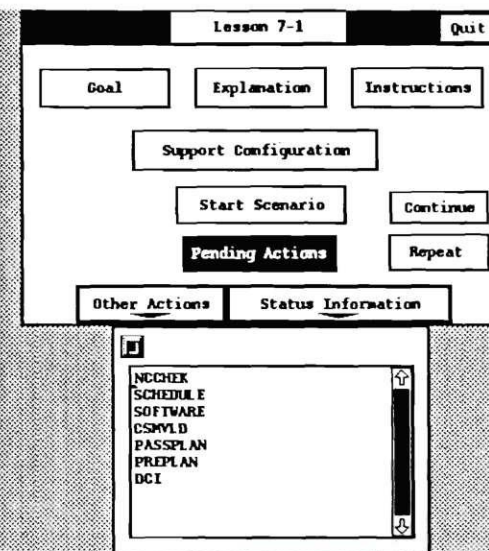 Lesson 7-1
Quit
Goal
Explanation
Instructions
Support Configuration
Start Scenario
Continue
Pending Actions
Repeat
Other Actions
Status Information
NCCHEK
SCHEDULE
SOFTWARE
CSMVLD
PASSPLAN
PREPLAN
DCI